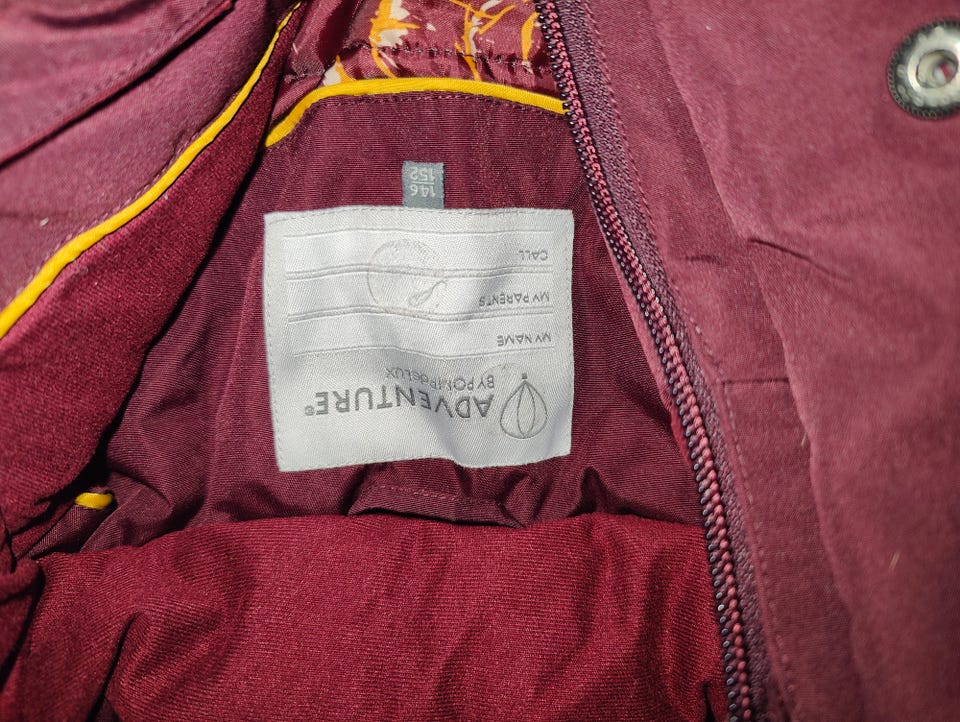 ADVENTURE®
BY POMPdeLUX
MY NAME
MY PARENTS
CALL
146
152